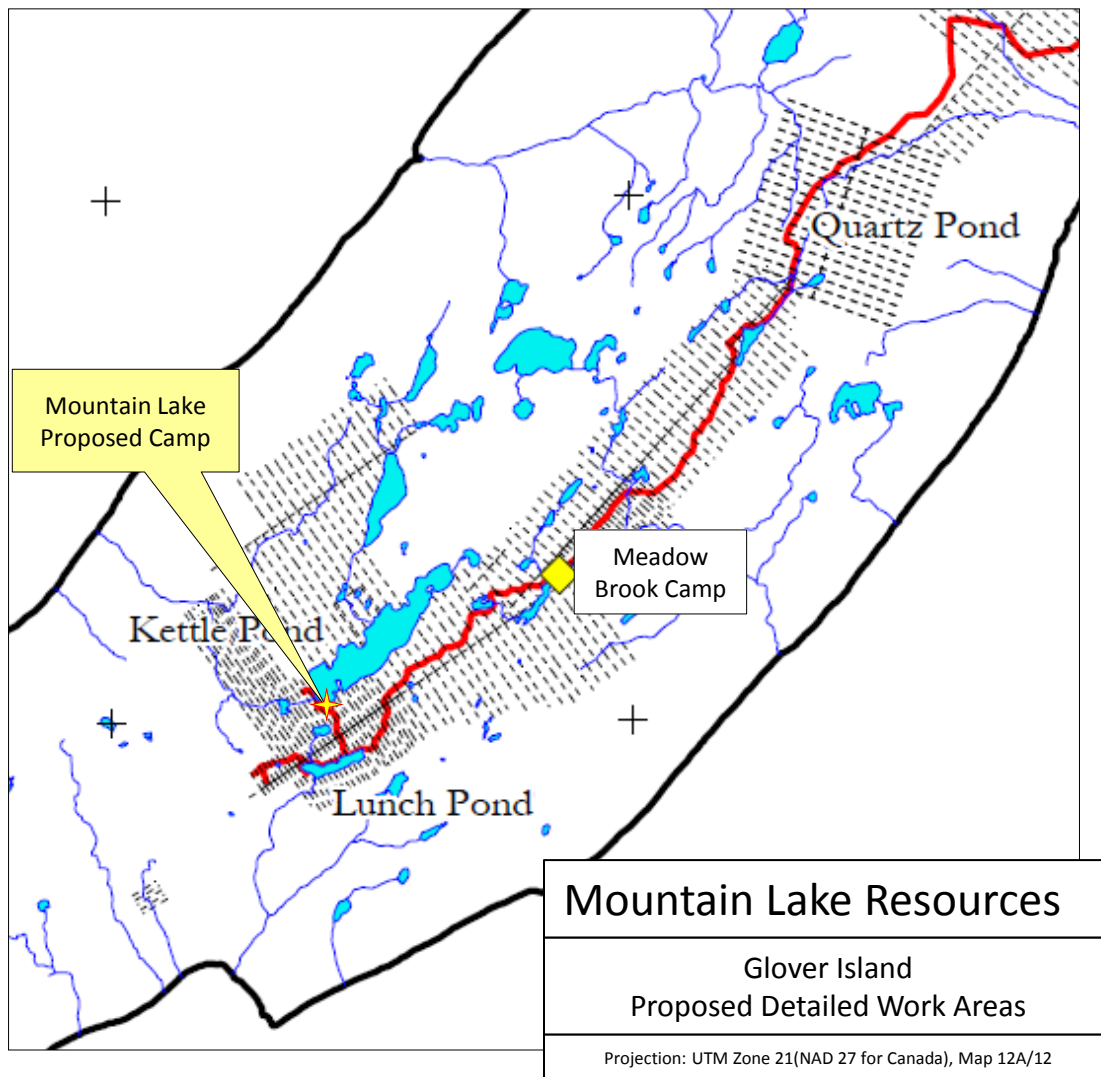 Quartz Pond
Mountain Lake
Proposed Camp
Meadow
Brook Camp
Kettle Pond
Lunch Pond
Mountain Lake Resources
Glover Island
Proposed Detailed Work Areas
Projection: UTM Zone 21(NAD 27 for Canada), Map 12A/12